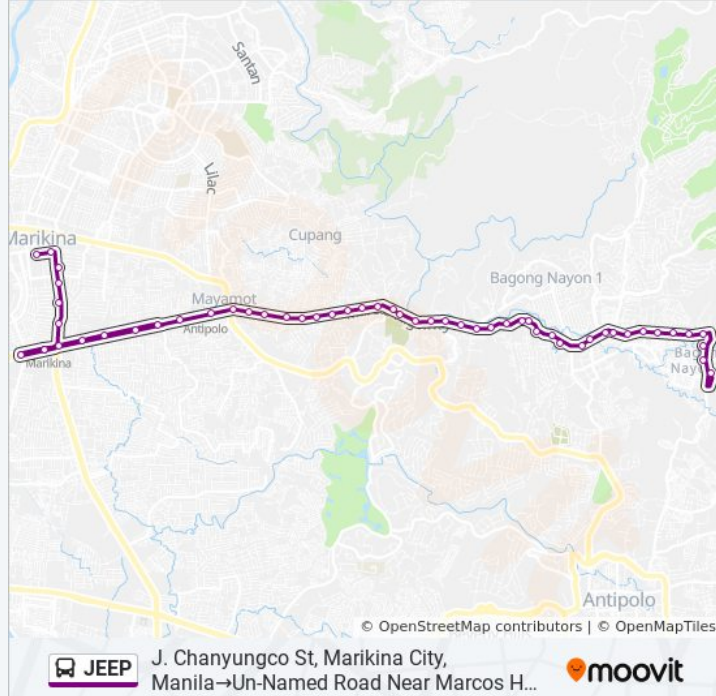 Santan
Lilac
Cupang
Marikina
Bagong Nayon 1
Mayamot
Antipolo
Marikina
Nayo
Antipolo
© OpenStreetMap contributors | © OpenMapTiles
JEEP
J. Chanyungco St, Marikina City,
Manila→Un-Named Road Near Marcos H...
moovit